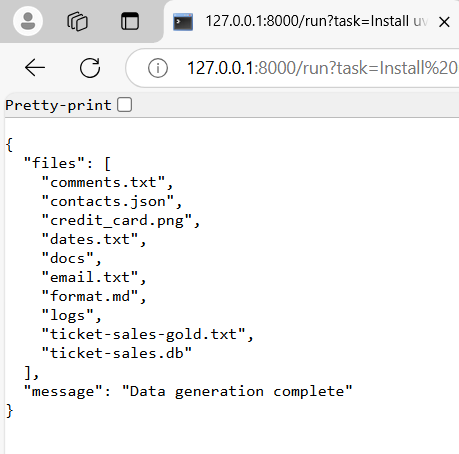 127.0.0.1:8000/run?task=Install uv
127.0.0.1:8000/run?task=Install%20
Pretty-print
{
  "files": [
    "comments.txt",
    "contacts.json",
    "credit_card.png",
    "dates.txt",
    "docs",
    "email.txt",
    "format.md",
    "logs",
    "ticket-sales-gold.txt",
    "ticket-sales.db"
  ],
  "message": "Data generation complete"
}